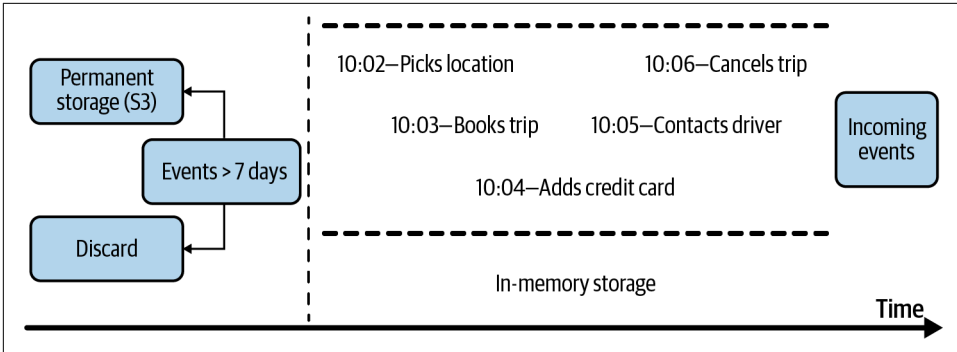 Permanent
storage (S3)
Events > 7 days
Discard
10:02–Picks location
10:06–Cancels trip
10:03–Books trip
10:05–Contacts driver
10:04–Adds credit card
Incoming
events
In-memory storage
Time